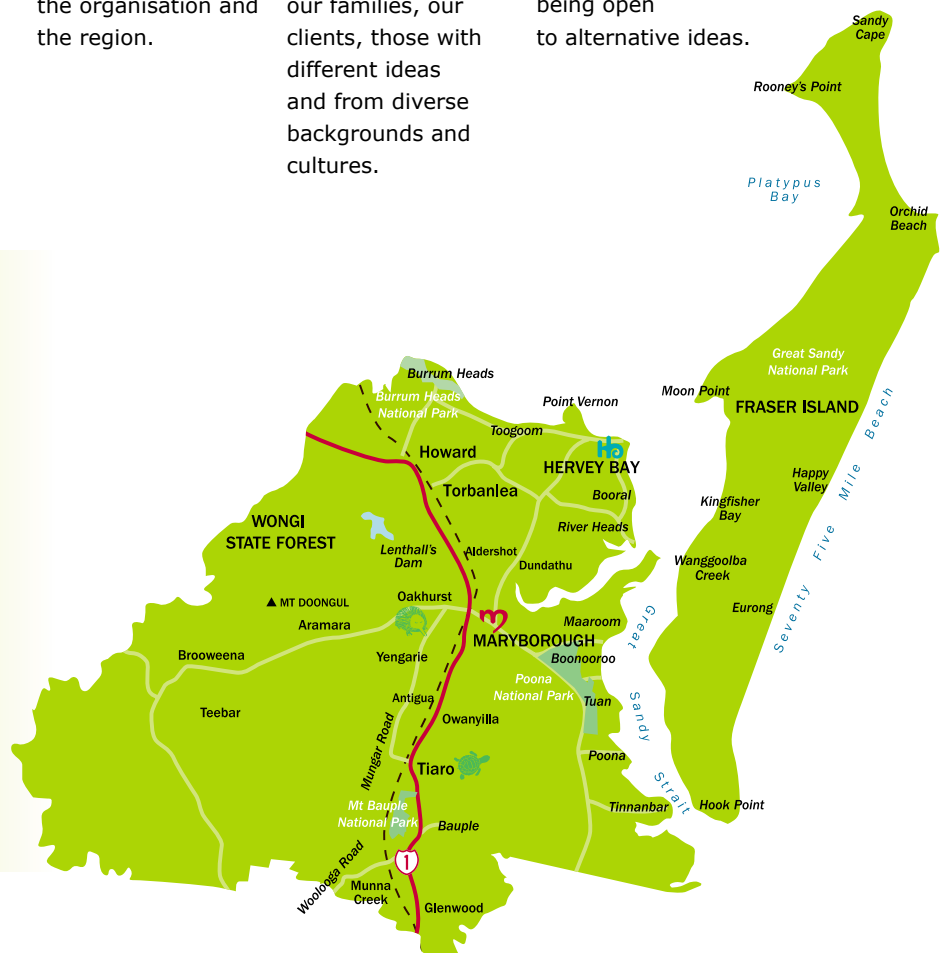 the organisation and
the region.
our families, our
clients, those with
different ideas
and from diverse
backgrounds and
cultures.
being open
to alternative ideas.
Sandy
Cape
Rooney's Point
Platypus
Bay
Orchid
Beach
Great Sandy
National Park
Moon Point
FRASER ISLAND
Burrum Heads
Burrum Heads
National Park
Point Vernon
Toogoom
Howard
HERVEY BAY
Happy
Valley
Seventy Five Mile Beach
Torbanlea
Booral
Kingfisher
Bay
WONGI
STATE FOREST
River Heads
Lenthall's
Dam
Aldershot
Dundathu
Wanggoolba
Creek
Oakhurst
MT DOONGUL
Eurong
Aramara
Maaroom
MARYBOROUGH
Great Sandy Strait
Brooweena
Yengarie
Boonooroo
Poona
National Park
Antigua
Tuan
Teebar
Owanyilla
Mungar Road
Poona
Tiaro
Mt Bauple
National Park
Tinnanbar
Hook Point
Bauple
Woolooga Road
1
Munna
Creek
Glenwood